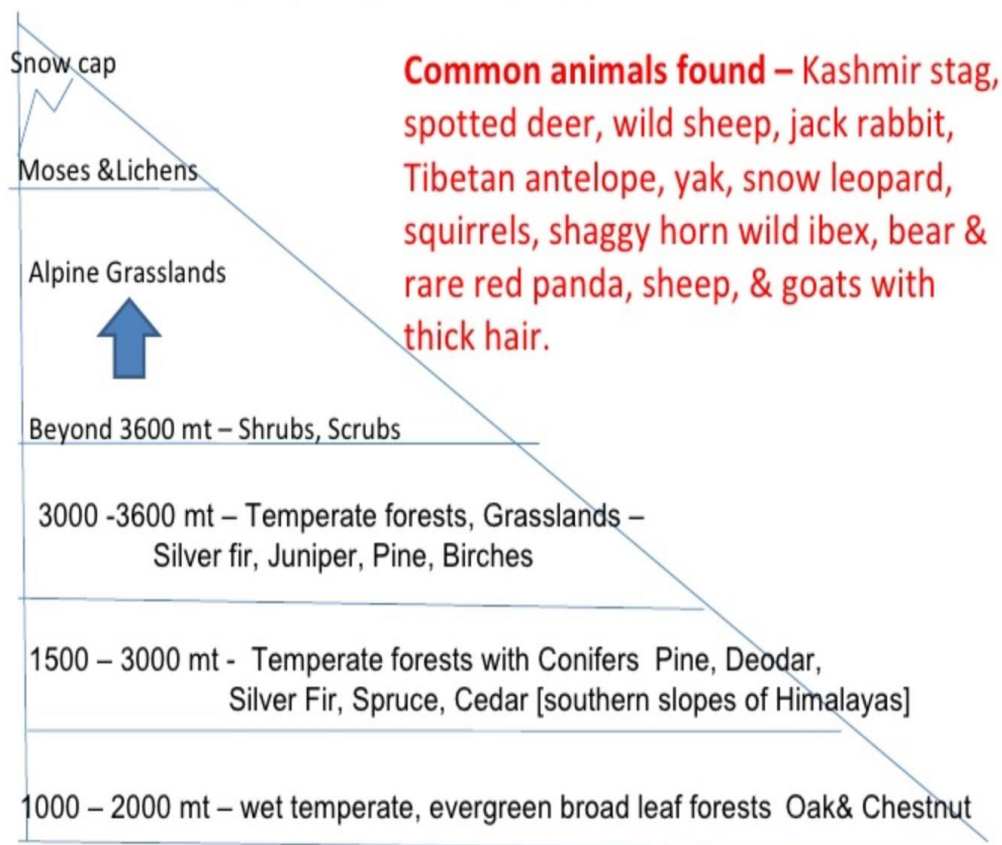 Snow cap
Common animals found – Kashmir stag,
spotted deer, wild sheep, jack rabbit,
Tibetan antelope, yak, snow leopard,
squirrels, shaggy horn wild ibex, bear &
rare red panda, sheep, & goats with
thick hair.
Moses &Lichens
Alpine Grasslands
Beyond 3600 mt – Shrubs, Scrubs
3000 -3600 mt – Temperate forests, Grasslands –
Silver fir, Juniper, Pine, Birches
1500 – 3000 mt - Temperate forests with Conifers Pine, Deodar,
Silver Fir, Spruce, Cedar [southern slopes of Himalayas]
1000 – 2000 mt – wet temperate, evergreen broad leaf forests Oak& Chestnut